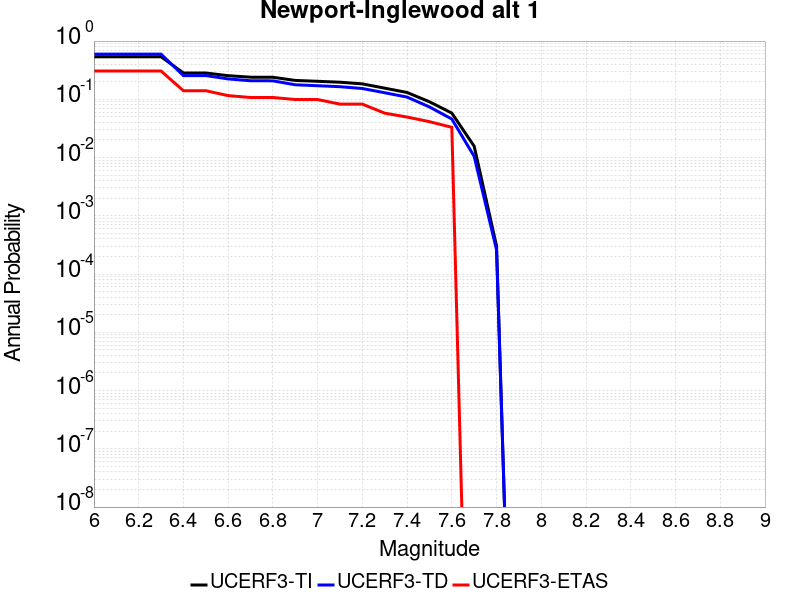 Newport-Inglewood alt 1
10^0
10^-1
10^-2
10^-3
10^-4
10^-5
10^-6
10^-7
10^-8
Annual Probability
6 6.2 6.4 6.6 6.8 7 7.2 7.4 7.6 7.8 8 8.2 8.4 8.6 8.8 9
Magnitude
UCERF3-TI UCERF3-TD UCERF3-ETAS